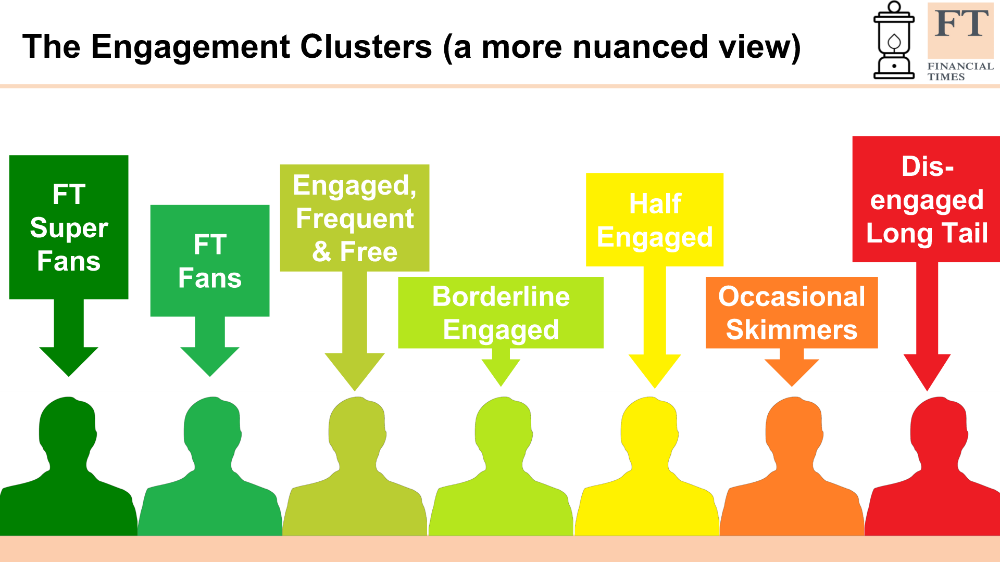 The Engagement Clusters (a more nuanced view)
FT
FINANCIAL
TIMES
FT
Super
Fans
FT
Fans
Engaged,
Frequent
& Free
Borderline
Engaged
Half
Engaged
Occasional
Skimmers
Dis-
engaged
Long Tail